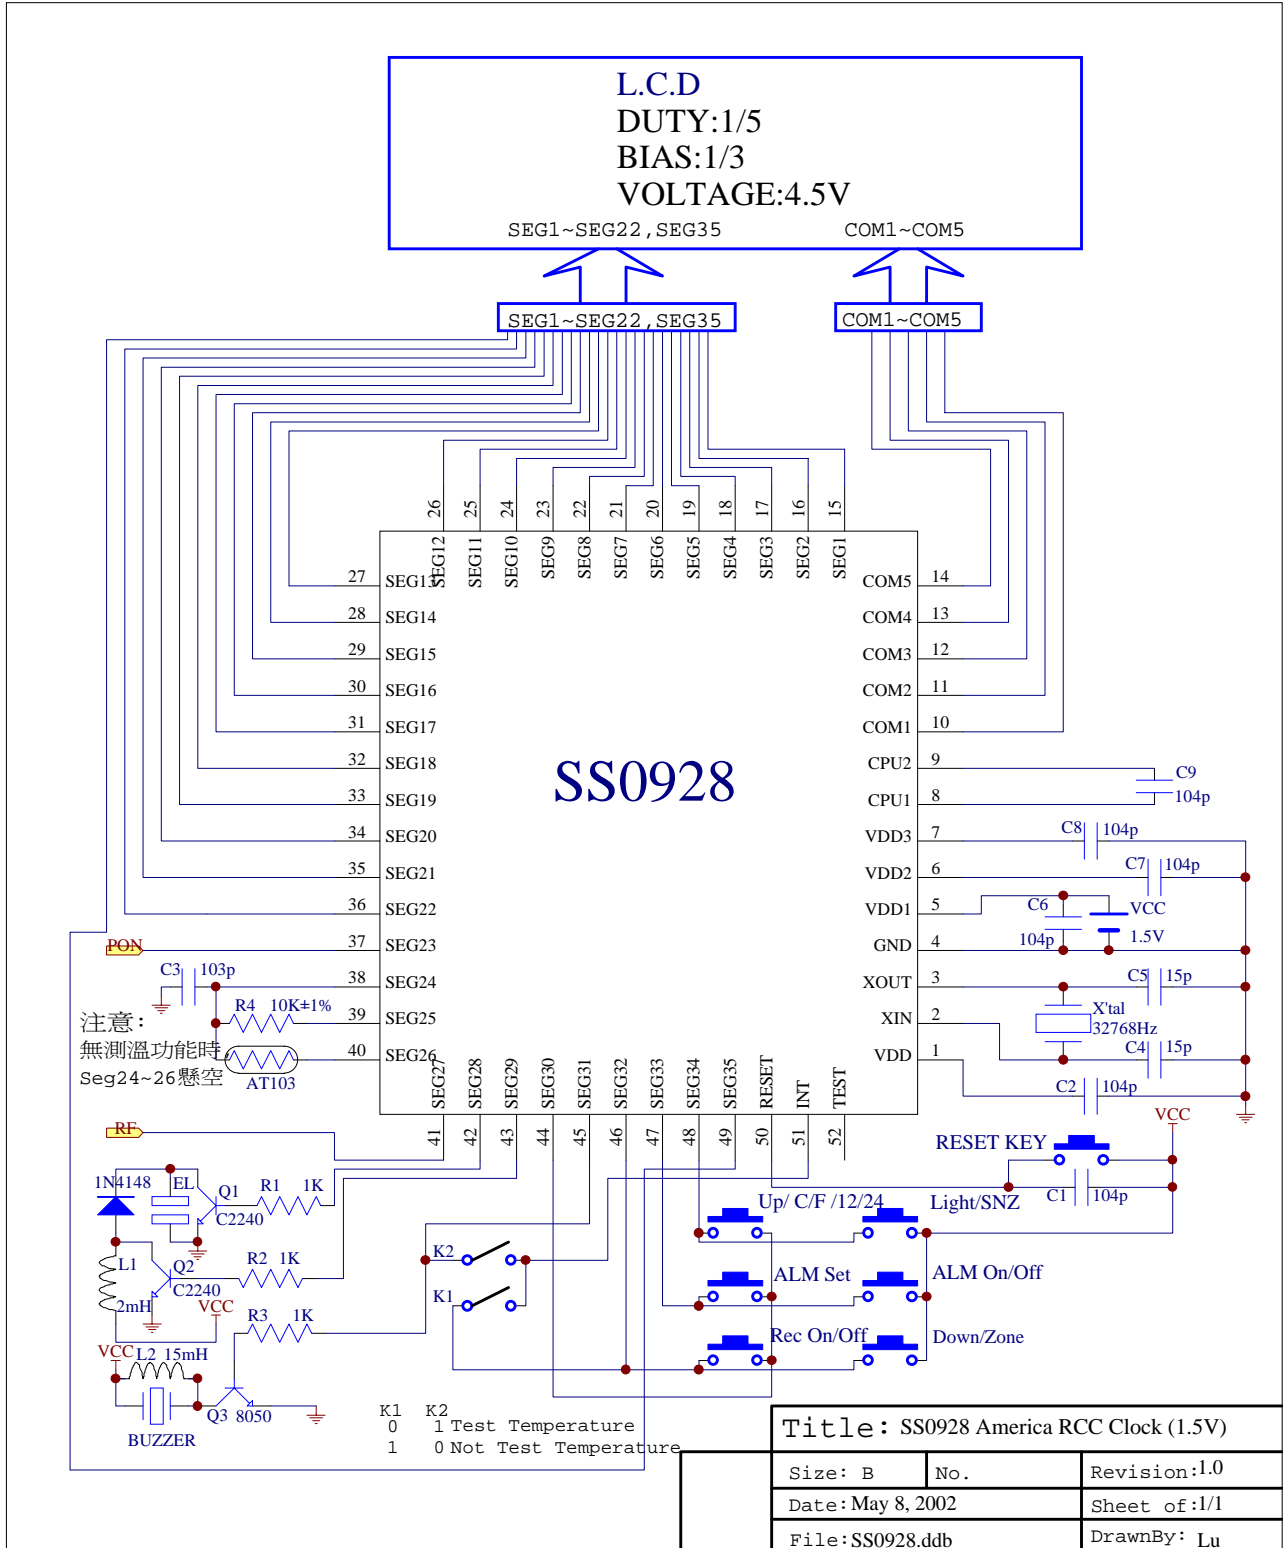 L.C.D
DUTY:1/5
BIAS:1/3
VOLTAGE:4.5V
SEG1~SEG22,SEG35
COM1~COM5
SEG1~SEG22,SEG35
COM1~COM5
26 25 24 23 22 21 20 19 18 17 16 15
SEG12 SEG11 SEG10 SEG9 SEG8 SEG7 SEG6 SEG5 SEG4 SEG3 SEG2 SEG1
27 SEG13
28 SEG14
29 SEG15
30 SEG16
31 SEG17
32 SEG18
33 SEG19
34 SEG20
35 SEG21
36 SEG22
PON 37 SEG23
C3 103p 38 SEG24
R4 10K±1% 39 SEG25
40 SEG26
AT103
注意:
無測溫功能時,
Seg24~26懸空
SS0928
COM5 14
COM4 13
COM3 12
COM2 11
COM1 10
CPU2 9
CPU1 8
C9
104p
VDD3 7
C8 104p
VDD2 6
C7 104p
VDD1 5
C6
104p
VCC
1.5V
GND 4
XOUT 3
C5 15p
X'tal
32768Hz
XIN 2
C4 15p
VDD 1
C2 104p
SEG27 SEG28 SEG29 SEG30 SEG31 SEG32 SEG33 SEG34 SEG35 RESET INT TEST
41 42 43 44 45 46 47 48 49 50 51 52
RF
1N4148
EL
Q1
C2240
R1 1K
L1
2mH
Q2
C2240
R2 1K
VCC
R3 1K
VCC
L2 15mH
Q3 8050
BUZZER
K2
K1
VCC
RESET KEY
C1 104p
Up/ C/F /12/24
Light/SNZ
ALM Set
ALM On/Off
Rec On/Off
Down/Zone
K1 K2
0 1 Test Temperature
1 0 Not Test Temperature
Title: SS0928 America RCC Clock (1.5V)
Size: B No. Revision:1.0
Date: May 8, 2002 Sheet of:1/1
File:SS0928.ddb DrawnBy: Lu